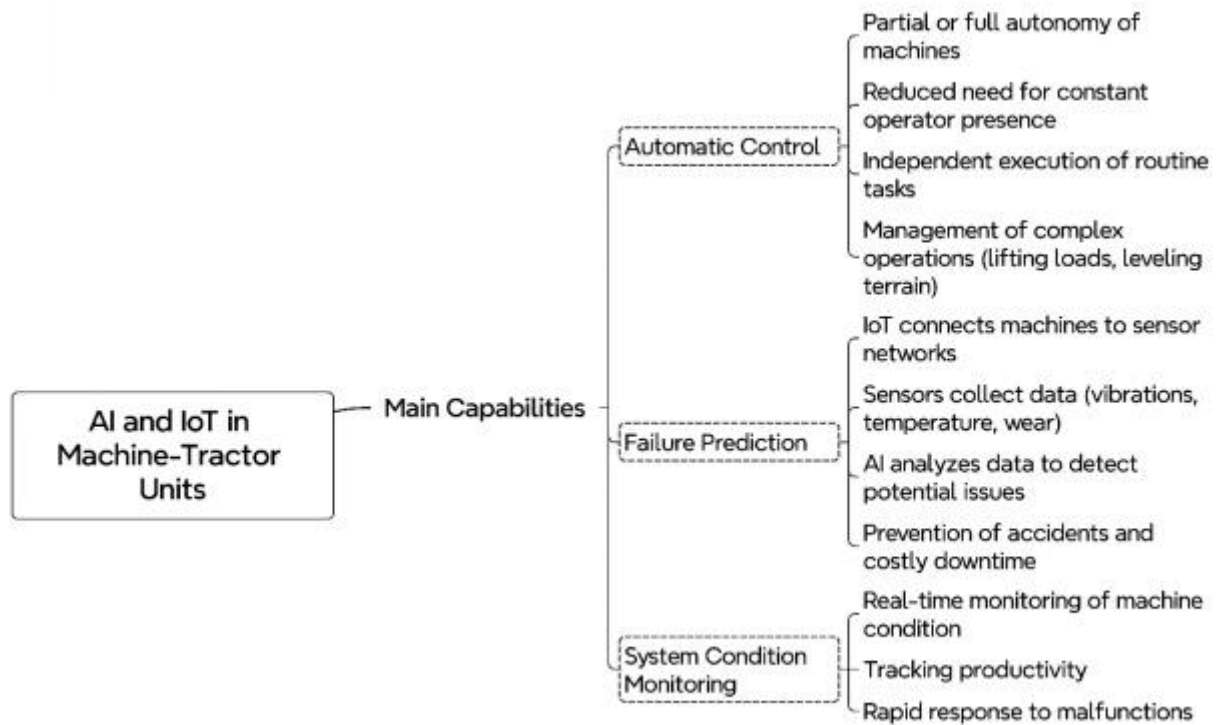 AI and IoT in
Machine-Tractor
Units
Main Capabilities
Automatic Control
Partial or full autonomy of
machines
Reduced need for constant
operator presence
Independent execution of routine
tasks
Management of complex
operations (lifting loads, leveling
terrain)
Failure Prediction
IoT connects machines to sensor
networks
Sensors collect data (vibrations,
temperature, wear)
AI analyzes data to detect
potential issues
Prevention of accidents and
costly downtime
System Condition
Monitoring
Real-time monitoring of machine
condition
Tracking productivity
Rapid response to malfunctions